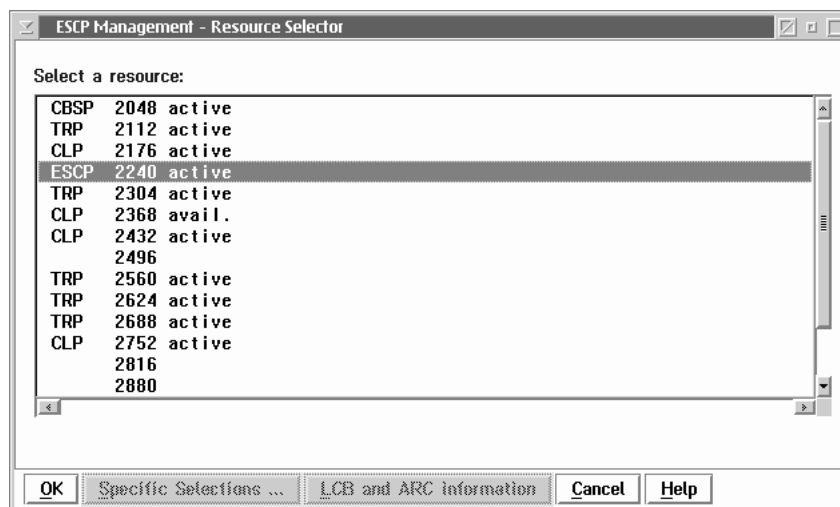 ESCP Management - Resource Selector
Select a resource:
CBSP 2048 active
TRP 2112 active
CLP 2176 active
ESCP 2240 active
TRP 2304 active
CLP 2368 avail.
CLP 2432 active
2496
TRP 2560 active
TRP 2624 active
TRP 2688 active
CLP 2752 active
2816
2880
OK Specific Selections ... LCB and ARC information Cancel Help